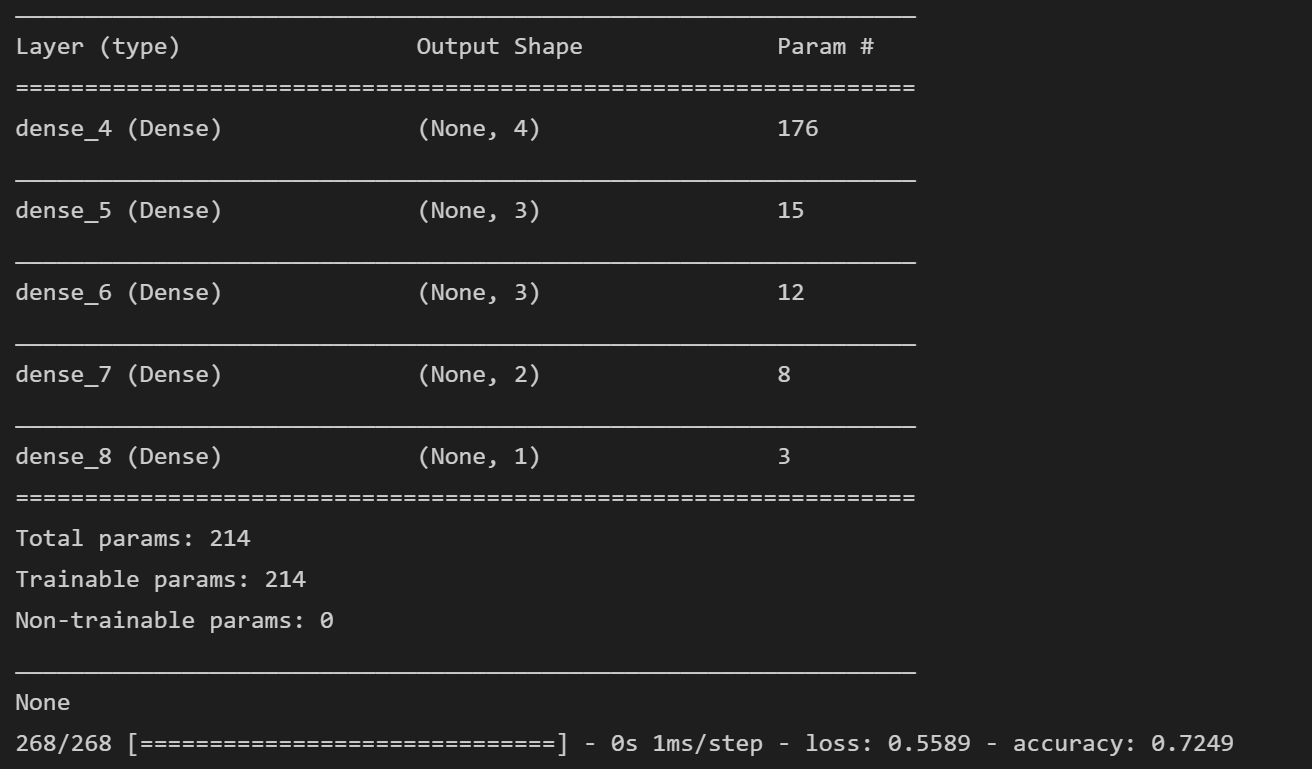 Layer (type)                 Output Shape              Param #
=================================================================
dense_4 (Dense)              (None, 4)                 176
_________________________________________________________________
dense_5 (Dense)              (None, 3)                 15
_________________________________________________________________
dense_6 (Dense)              (None, 3)                 12
_________________________________________________________________
dense_7 (Dense)              (None, 2)                 8
_________________________________________________________________
dense_8 (Dense)              (None, 1)                 3
=================================================================
Total params: 214
Trainable params: 214
Non-trainable params: 0
_________________________________________________________________
None
268/268 [==============================] - 0s 1ms/step - loss: 0.5589 - accuracy: 0.7249